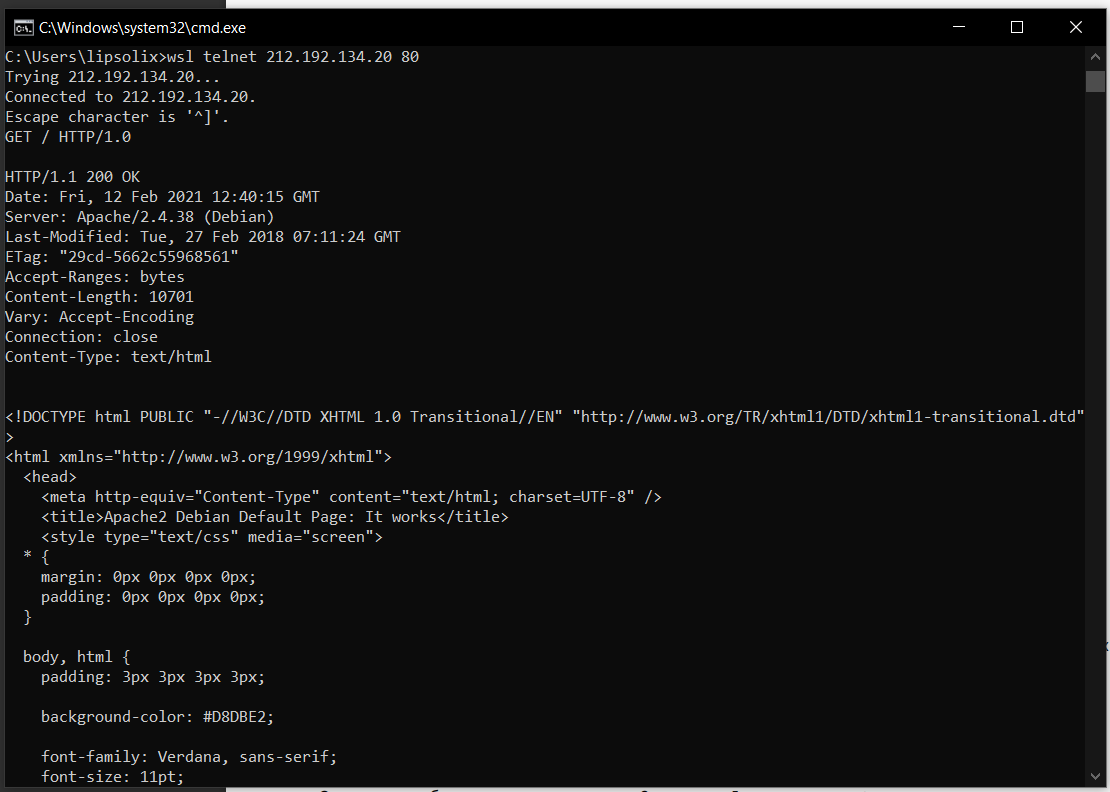 C:\Windows\system32\cmd.exe
C:\Users\lipsolix>wsl telnet 212.192.134.20 80
Trying 212.192.134.20...
Connected to 212.192.134.20.
Escape character is '^]'.
GET / HTTP/1.0
HTTP/1.1 200 OK
Date: Fri, 12 Feb 2021 12:40:15 GMT
Server: Apache/2.4.38 (Debian)
Last-Modified: Tue, 27 Feb 2018 07:11:24 GMT
ETag: "29cd-5662c55968561"
Accept-Ranges: bytes
Content-Length: 10701
Vary: Accept-Encoding
Connection: close
Content-Type: text/html
<!DOCTYPE html PUBLIC "-//W3C//DTD XHTML 1.0 Transitional//EN" "http://www.w3.org/TR/xhtml1/DTD/xhtml1-transitional.dtd"
>
<html xmlns="http://www.w3.org/1999/xhtml">
<head>
<meta http-equiv="Content-Type" content="text/html; charset=UTF-8" />
<title>Apache2 Debian Default Page: It works</title>
<style type="text/css" media="screen">
* {
margin: 0px 0px 0px 0px;
padding: 0px 0px 0px 0px;
}
body, html {
padding: 3px 3px 3px 3px;
background-color: #D8DBE2;
font-family: Verdana, sans-serif;
font-size: 11pt;